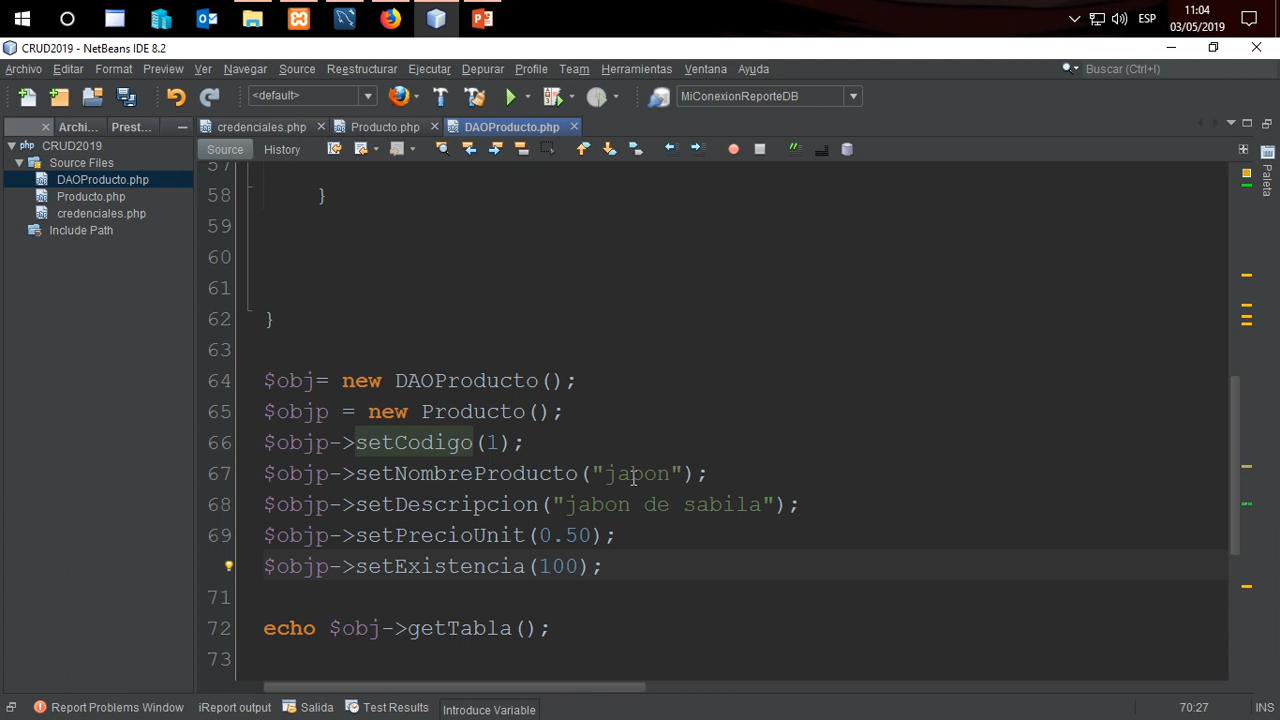 11:04
ESP
03/05/2019
CRUD2019 - NetBeans IDE 8.2
Archivo Editar Format Preview Ver Navegar Source Reestructurar Ejecutar Depurar Profile Team Herramientas Ventana Ayuda
Buscar (Ctrl+I)
<default>
MiConexionReporteDB
Archi... Prest...
credenciales.php Producto.php DAOProducto.php
Source History
CRUD2019
Source Files
DAOProducto.php
Producto.php
credenciales.php
Include Path
Paleta
57
58 }
59
60
61
62 }
63
64 $obj= new DAOProducto();
65 $objp = new Producto();
66 $objp->setCodigo(1);
67 $objp->setNombreProducto("japon");
68 $objp->setDescripcion("jabon de sabila");
69 $objp->setPrecioUnit(0.50);
$objp->setExistencia(100);
71
72 echo $obj->getTabla();
73
Report Problems Window iReport output Salida Test Results Introduce Variable
70:27 INS